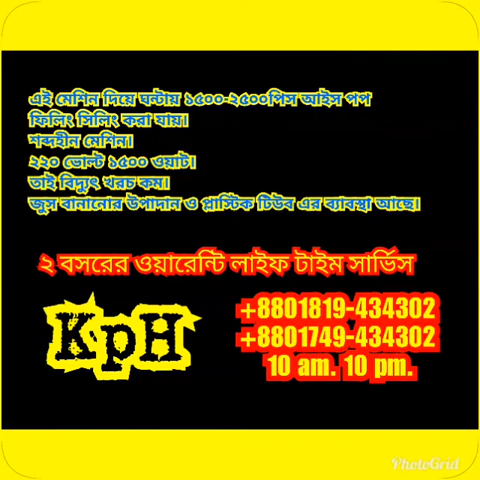 এই মেশিন দিয়ে ঘন্টায় ১৫০০-২৫০০পিস আইস পপ
ফিলিং সিলিং করা যায়।
শব্দহীন মেশিন।
২২০ ভোল্ট ১৫০০ ওয়াট।
তাই বিদ্যুৎ খরচ কম।
জুস বানানোর উপাদান ও প্লাস্টিক টিউব এর ব্যাবস্থা আছে।
২ বসরের ওয়ারেন্টি লাইফ টাইম সার্ভিস
KpH
+8801819-434302
+8801749-434302
10 am. 10 pm.
PhotoGrid